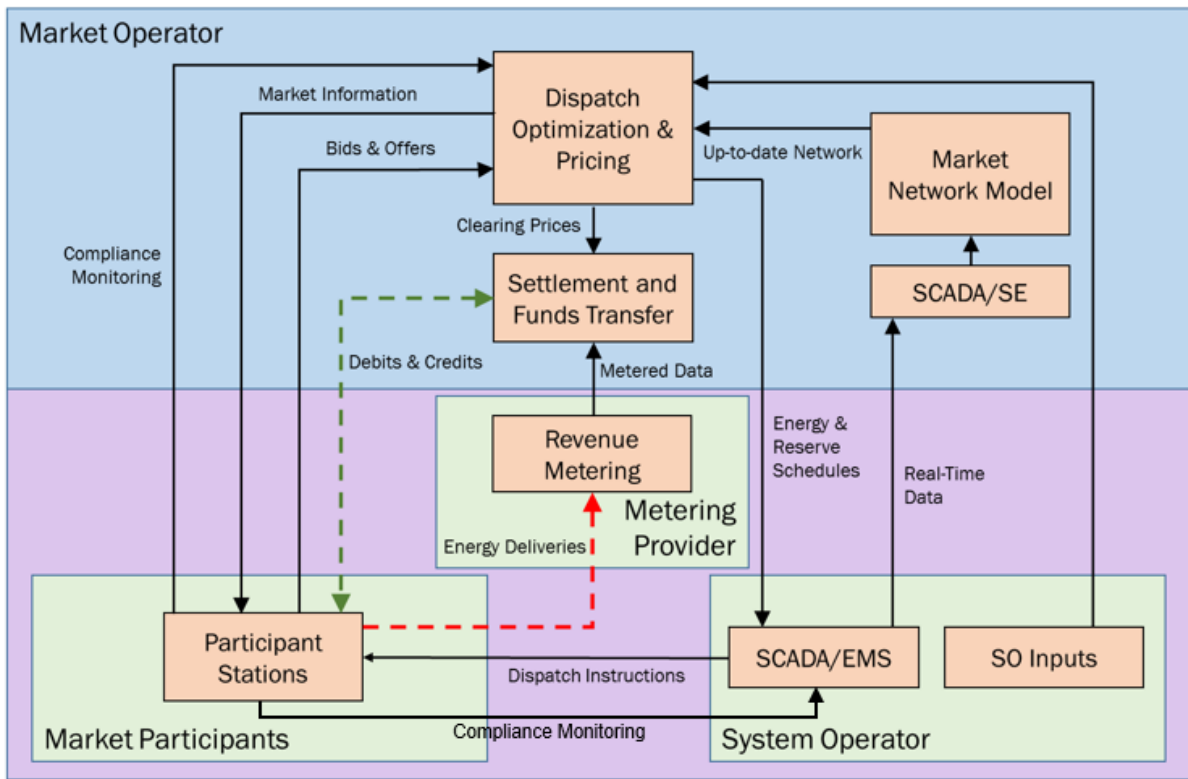 Market Operator
Market Information
Bids & Offers
Compliance
Monitoring
Dispatch
Optimization &
Pricing
Up-to-date Network
Market
Network Model
Clearing Prices
Settlement and
Funds Transfer
SCADA/SE
Debits & Credits
Metered Data
Revenue
Metering
Metering
Provider
Energy &
Reserve
Schedules
Real-Time
Data
Energy Deliveries
Participant
Stations
Dispatch Instructions
SCADA/EMS
SO Inputs
Compliance Monitoring
Market Participants
System Operator